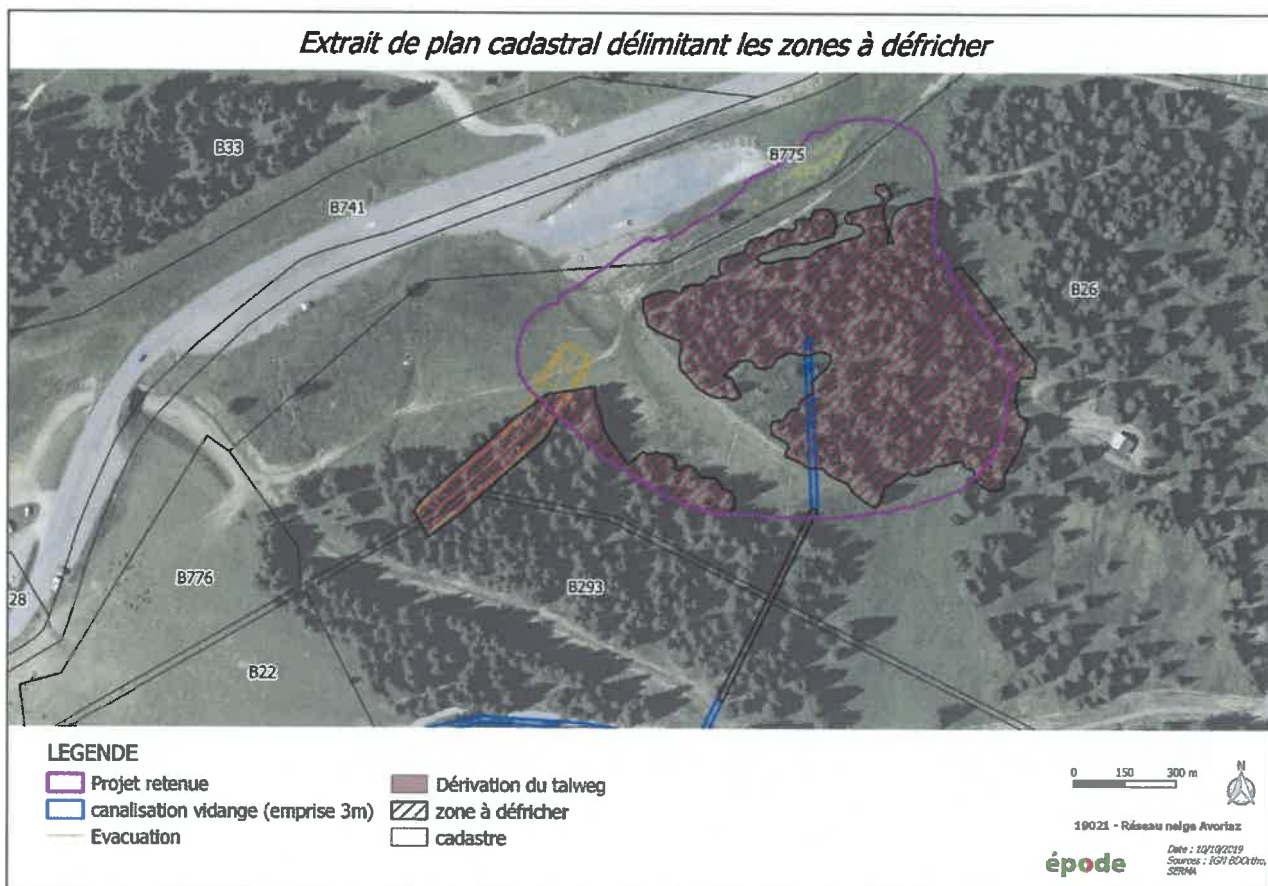 Extrait de plan cadastral délimitant les zones à défricher
B33
B775
B741
B26
B776
B293
28
B22
LEGENDE
Projet retenue
canalisation vidange (emprise 3m)
Evacuation
Dérivation du talweg
zone à défricher
cadastre
0 150 300 m
N
19021 - Réseau neige Avoriaz
épode
Date : 10/10/2019
Sources : IGN BDOrtho,
SERMA